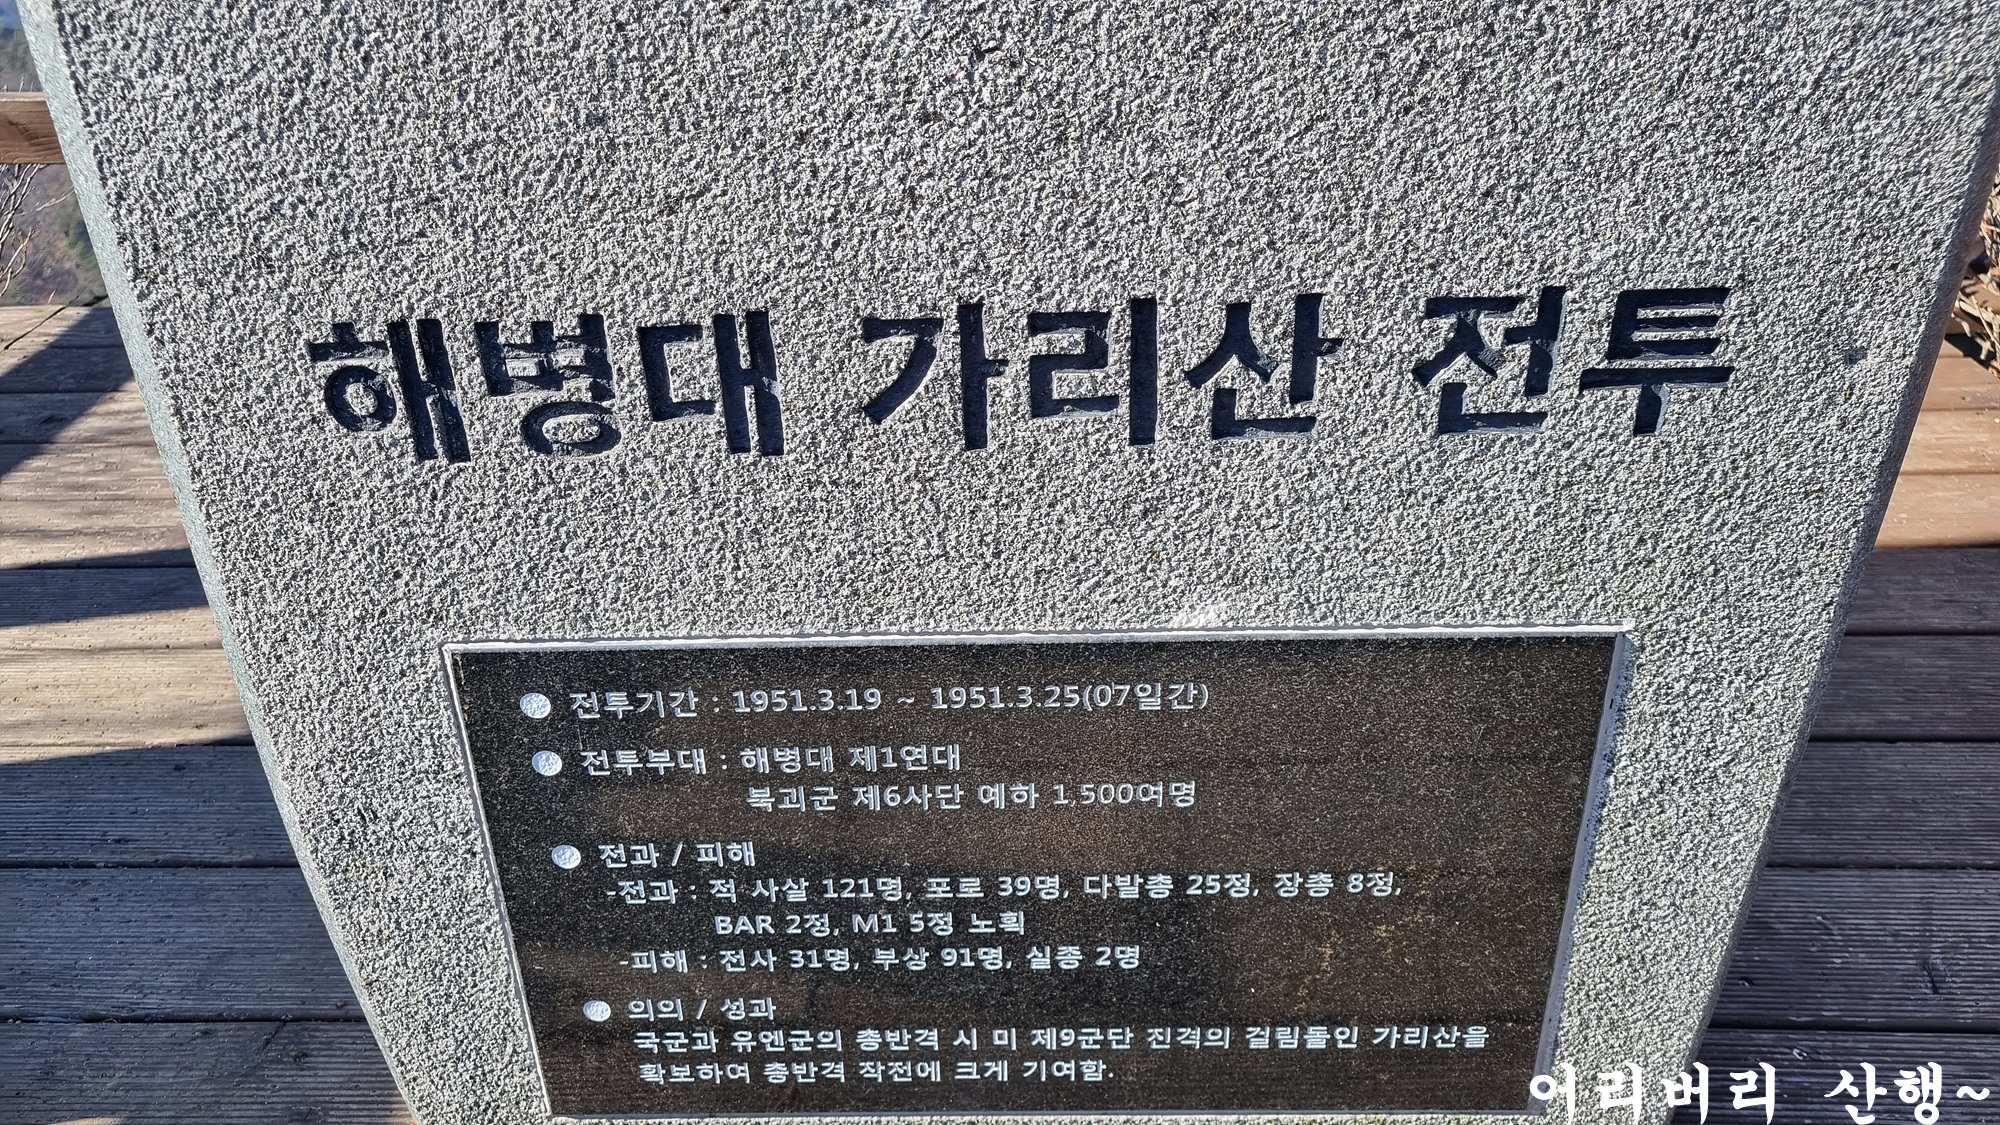 해병대 가리산 전투
● 전투기간 : 1951.3.19 ~ 1951.3.25(07일간)
● 전투부대 : 해병대 제1연대
북괴군 제6사단 예하 1,500여명
● 전과 / 피해
-전과 : 적 사살 121명, 포로 39명, 다발총 25정, 장총 8정,
BAR 2정, M1 5정 노획
-피해 : 전사 31명, 부상 91명, 실종 2명
● 의의 / 성과
국군과 유엔군의 총반격 시 미 제9군단 진격의 걸림돌인 가리산을
확보하여 총반격 작전에 크게 기여함.
어리버리 산행~